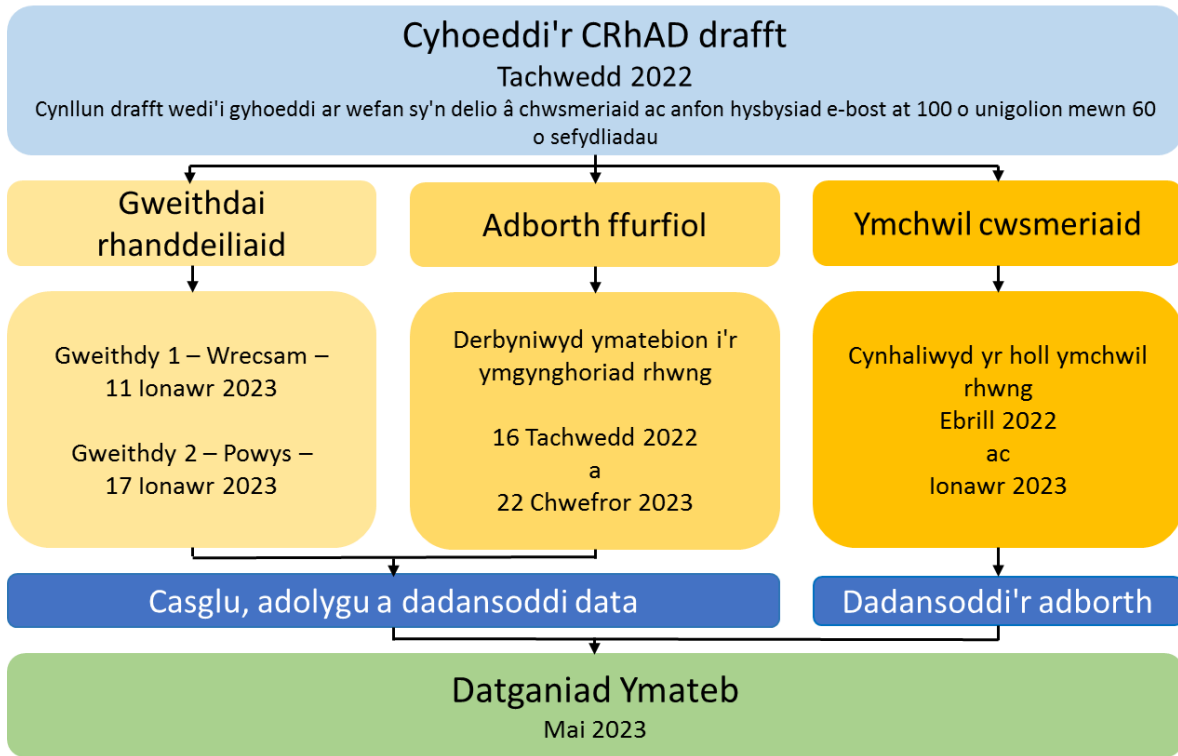 Cyhoeddi'r CRhAD drafft
Tachwedd 2022
Cynllun drafft wedi'i gyhoeddi ar wefan sy'n delio â chwsmeriaid ac anfon hysbysiad e-bost at 100 o unigolion mewn 60
o sefydliadau
Gweithdai
rhanddeiliaid
Adborth ffurfiol
Ymchwil cwsmeriaid
Gweithdy 1 – Wrecsam –
11 Ionawr 2023
Gweithdy 2 – Powys –
17 Ionawr 2023
Derbyniwyd ymatebion i'r
ymgynghoriad rhwng
16 Tachwedd 2022
a
22 Chwefror 2023
Cynhaliwyd yr holl ymchwil
rhwng
Ebrill 2022
ac
Ionawr 2023
Casglu, adolygu a dadansoddi data
Dadansoddi'r adborth
Datganiad Ymateb
Mai 2023